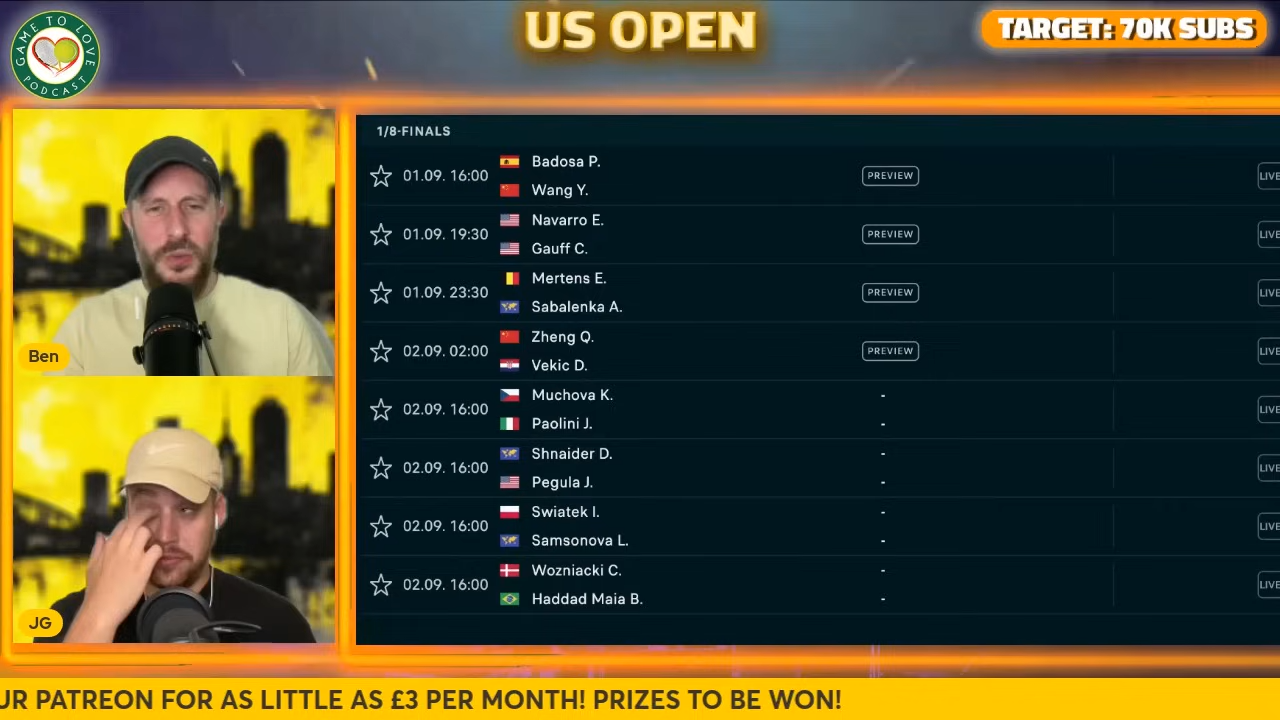 GAME TO LOVE
PODCAST
US OPEN
TARGET: 70K SUBS
1/8-FINALS
01.09. 16:00
Badosa P.
Wang Y.
PREVIEW
LIVE
01.09. 19:30
Navarro E.
Gauff C.
PREVIEW
LIVE
01.09. 23:30
Mertens E.
Sabalenka A.
PREVIEW
LIVE
02.09. 02:00
Zheng Q.
Vekic D.
PREVIEW
LIVE
02.09. 16:00
Muchova K.
-
Paolini J.
-
LIVE
02.09. 16:00
Shnaider D.
-
Pegula J.
-
LIVE
02.09. 16:00
Swiatek I.
-
Samsonova L.
-
LIVE
02.09. 16:00
Wozniacki C.
-
Haddad Maia B.
-
LIVE
Ben
JG
UR PATREON FOR AS LITTLE AS £3 PER MONTH! PRIZES TO BE WON!